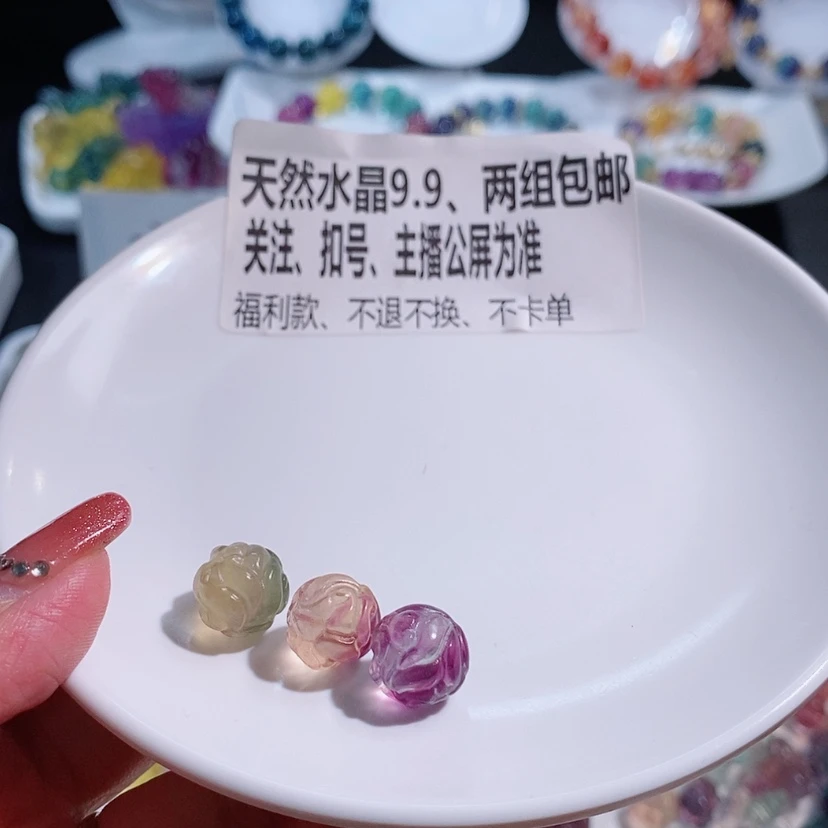 天然水晶9.9、两组包邮
关注、扣号、主播公屏为准
福利款、不退不换、不卡单